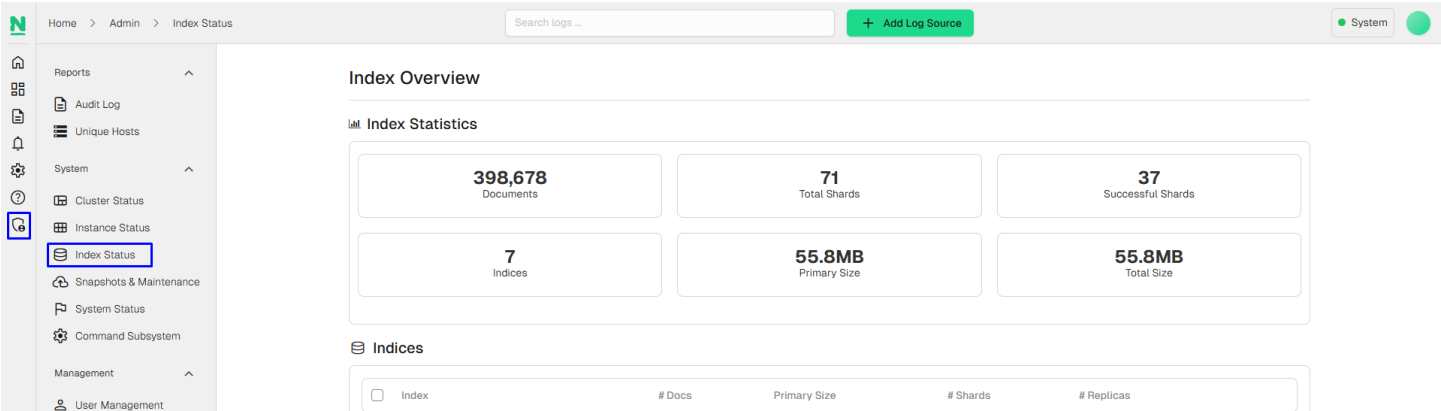 Home > Admin > Index Status
Search logs ...
+ Add Log Source
System
Reports
Audit Log
Unique Hosts
System
Cluster Status
Instance Status
Index Status
Snapshots & Maintenance
System Status
Command Subsystem
Management
User Management
Index Overview
Index Statistics
398,678
Documents
71
Total Shards
37
Successful Shards
7
Indices
55.8MB
Primary Size
55.8MB
Total Size
Indices
Index # Docs Primary Size # Shards # Replicas